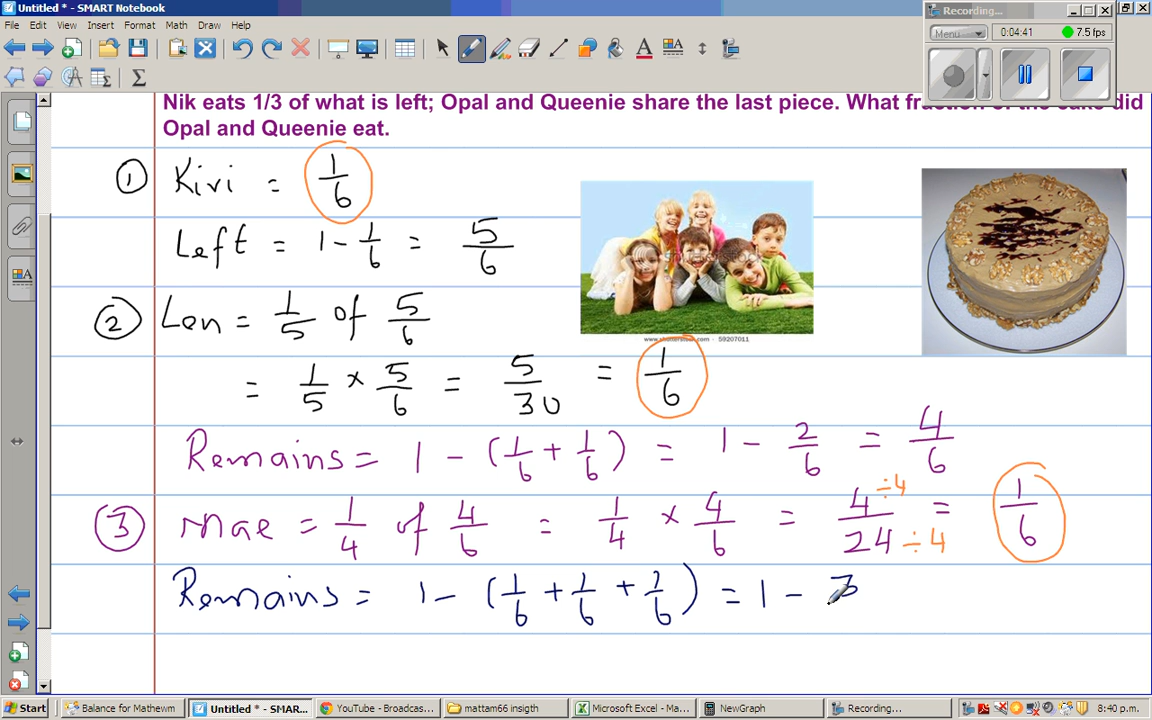 Untitled * - SMART Notebook
File Edit View Insert Format Math Draw Help
Recording...
Menu 0:04:41 7.5 fps
Nik eats 1/3 of what is left; Opal and Queenie share the last piece. What did
Opal and Queenie eat.
① Kivi = 1/6
Left = 1 - 1/6 = 5/6
② Len = 1/5 of 5/6
= 1/5 × 5/6 = 5/30 = 1/6
Remains = 1 - (1/6 + 1/6) = 1 - 2/6 = 4/6
③ Mae = 1/4 of 4/6 = 1/4 × 4/6 = 4/24 ÷4 ÷4 = 1/6
Remains = 1 - (1/6 + 1/6 + 1/6) = 1 - 3
Start Balance for Mathewm Untitled * - SMAR... YouTube - Broadcas... mattam66 insigth Microsoft Excel - Ma... NewGraph Recording... 8:40 p.m.